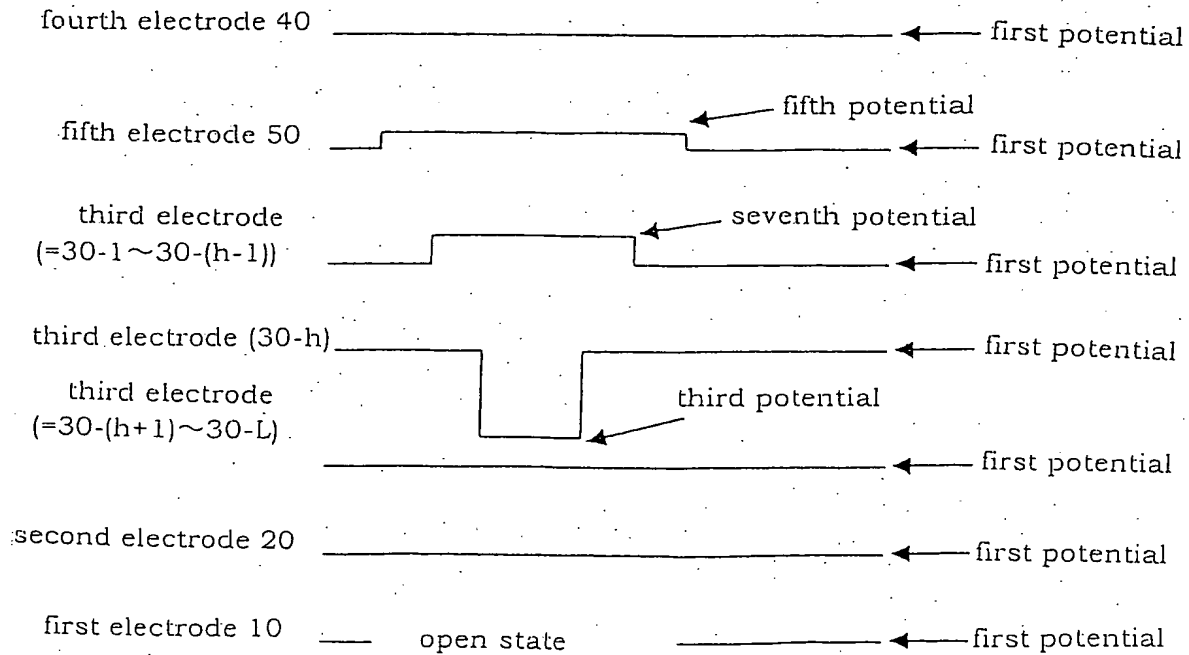 fourth electrode 40
first potential
fifth potential
fifth electrode 50
first potential
third electrode
(=30-1~30-(h-1))
seventh potential
first potential
third electrode (30-h)
first potential
third electrode
(=30-(h+1)~30-L)
third potential
first potential
second electrode 20
first potential
first electrode 10
open state
first potential